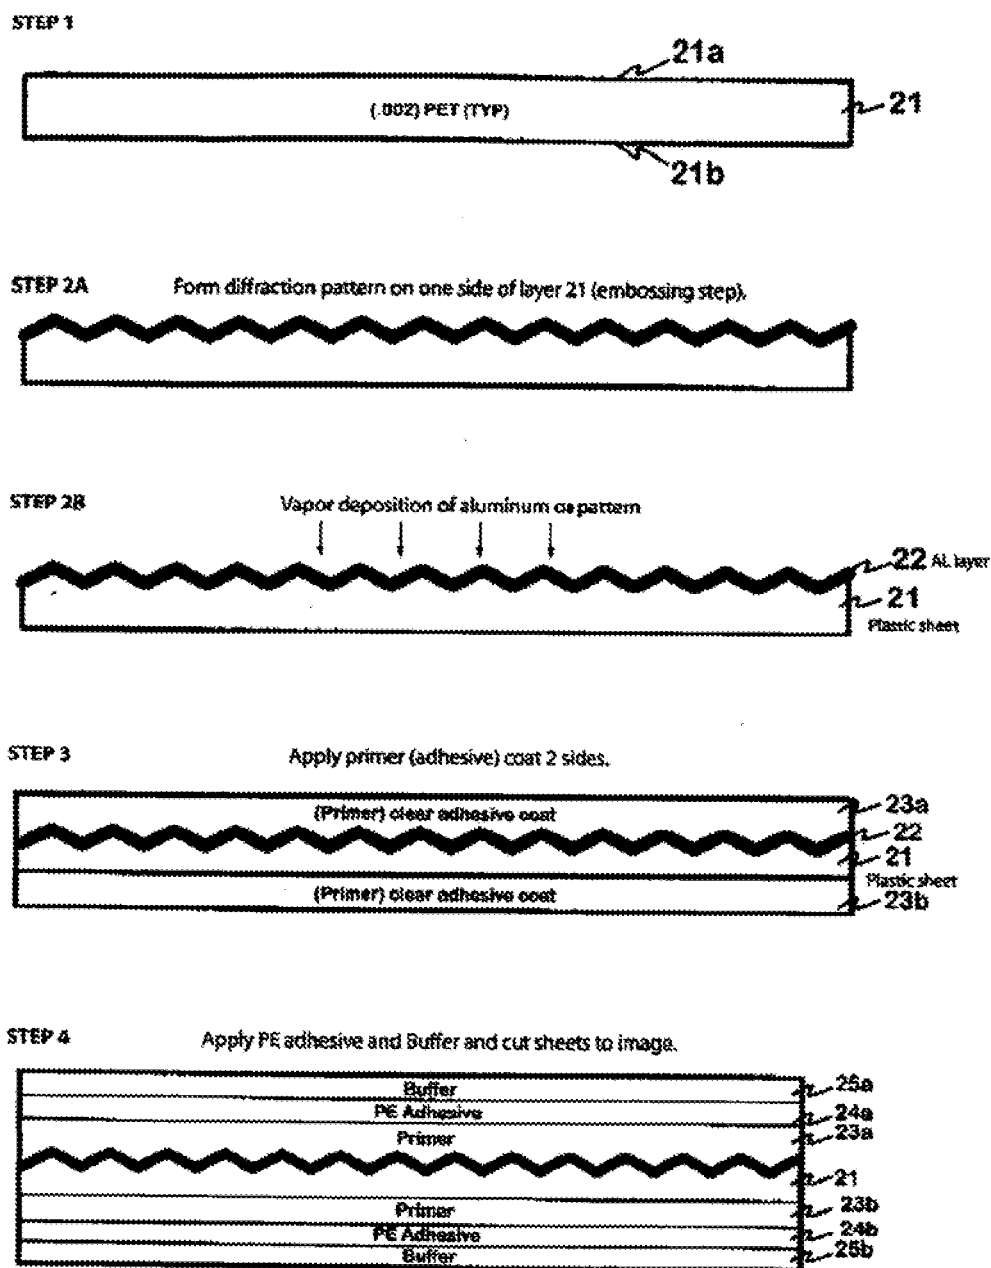 STEP 1
21a
(.002) PET (TYP)
21
21b
STEP 2A
Form diffraction pattern on one side of layer 21 (embossing step).
STEP 2B
Vapor deposition of aluminum on pattern
22 AL layer
21
Plastic sheet
STEP 3
Apply primer (adhesive) coat 2 sides.
(Primer) clear adhesive coat
23a
22
21
Plastic sheet
(Primer) clear adhesive coat
23b
STEP 4
Apply PE adhesive and Buffer and cut sheets to image.
Buffer
25a
PE Adhesive
24a
Primer
23a
21
Primer
23b
PE Adhesive
24b
Buffer
25b